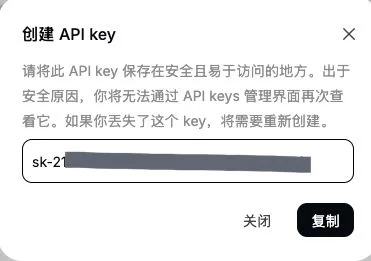 创建 API key
请将此 API key 保存在安全且易于访问的地方。出于
安全原因，你将无法通过 API keys 管理界面再次查
看它。如果你丢失了这个 key，将需要重新创建。
sk-21
关闭
复制